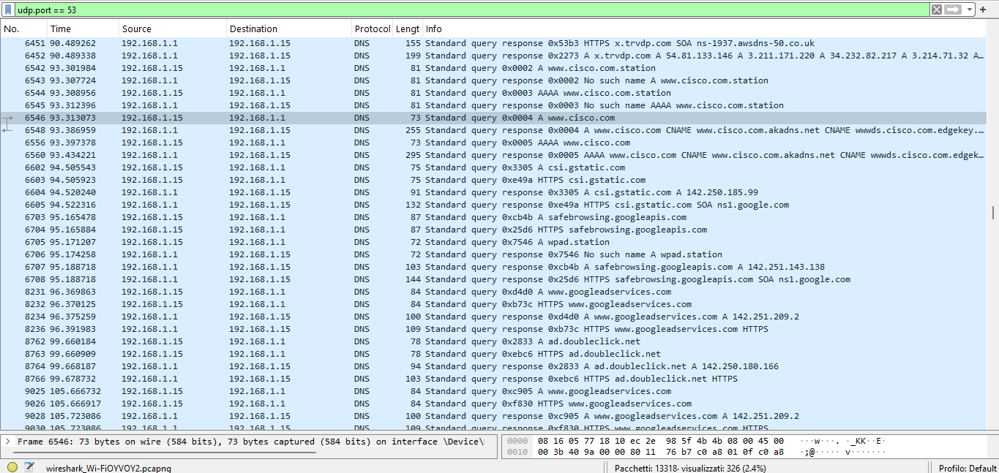 udp.port == 53
No. Time Source Destination Protocol Lengt Info
6451 90.489262 192.168.1.1 192.168.1.15 DNS 155 Standard query response 0x53b3 HTTPS x.trvdp.com SOA ns-1937.awsdns-50.co.uk
6452 90.489338 192.168.1.1 192.168.1.15 DNS 199 Standard query response 0x2273 A x.trvdp.com A 54.81.133.146 A 3.211.171.220 A 34.232.82.217 A 3.214.71.32 A…
6542 93.301984 192.168.1.15 192.168.1.1 DNS 81 Standard query 0x0002 A www.cisco.com.station
6543 93.307724 192.168.1.1 192.168.1.15 DNS 81 Standard query response 0x0002 No such name A www.cisco.com.station
6544 93.308956 192.168.1.15 192.168.1.1 DNS 81 Standard query 0x0003 AAAA www.cisco.com.station
6545 93.312396 192.168.1.1 192.168.1.15 DNS 81 Standard query response 0x0003 No such name AAAA www.cisco.com.station
6546 93.313073 192.168.1.15 192.168.1.1 DNS 73 Standard query 0x0004 A www.cisco.com
6548 93.386959 192.168.1.1 192.168.1.15 DNS 255 Standard query response 0x0004 A www.cisco.com CNAME www.cisco.com.akadns.net CNAME wwwds.cisco.com.edgekey.…
6556 93.397378 192.168.1.15 192.168.1.1 DNS 73 Standard query 0x0005 AAAA www.cisco.com
6560 93.434221 192.168.1.1 192.168.1.15 DNS 295 Standard query response 0x0005 AAAA www.cisco.com CNAME www.cisco.com.akadns.net CNAME wwwds.cisco.com.edgek…
6602 94.505543 192.168.1.15 192.168.1.1 DNS 75 Standard query 0x3305 A csi.gstatic.com
6603 94.505923 192.168.1.15 192.168.1.1 DNS 75 Standard query 0xe49a HTTPS csi.gstatic.com
6604 94.520240 192.168.1.1 192.168.1.15 DNS 91 Standard query response 0x3305 A csi.gstatic.com A 142.250.185.99
6605 94.522316 192.168.1.1 192.168.1.15 DNS 132 Standard query response 0xe49a HTTPS csi.gstatic.com SOA ns1.google.com
6703 95.165478 192.168.1.15 192.168.1.1 DNS 87 Standard query 0xcb4b A safebrowsing.googleapis.com
6704 95.165884 192.168.1.15 192.168.1.1 DNS 87 Standard query 0x25d6 HTTPS safebrowsing.googleapis.com
6705 95.171207 192.168.1.15 192.168.1.1 DNS 72 Standard query 0x7546 A wpad.station
6706 95.174258 192.168.1.1 192.168.1.15 DNS 72 Standard query response 0x7546 No such name A wpad.station
6707 95.188718 192.168.1.1 192.168.1.15 DNS 103 Standard query response 0xcb4b A safebrowsing.googleapis.com A 142.251.143.138
6708 95.188718 192.168.1.1 192.168.1.15 DNS 144 Standard query response 0x25d6 HTTPS safebrowsing.googleapis.com SOA ns1.google.com
8231 96.369863 192.168.1.15 192.168.1.1 DNS 84 Standard query 0xd4d0 A www.googleadservices.com
8232 96.370125 192.168.1.15 192.168.1.1 DNS 84 Standard query 0xb73c HTTPS www.googleadservices.com
8234 96.375259 192.168.1.1 192.168.1.15 DNS 100 Standard query response 0xd4d0 A www.googleadservices.com A 142.251.209.2
8236 96.391983 192.168.1.1 192.168.1.15 DNS 109 Standard query response 0xb73c HTTPS www.googleadservices.com HTTPS
8762 99.660184 192.168.1.15 192.168.1.1 DNS 78 Standard query 0x2833 A ad.doubleclick.net
8763 99.660909 192.168.1.15 192.168.1.1 DNS 78 Standard query 0xebc6 HTTPS ad.doubleclick.net
8764 99.668187 192.168.1.1 192.168.1.15 DNS 94 Standard query response 0x2833 A ad.doubleclick.net A 142.250.180.166
8766 99.678732 192.168.1.1 192.168.1.15 DNS 103 Standard query response 0xebc6 HTTPS ad.doubleclick.net HTTPS
9025 105.666732 192.168.1.15 192.168.1.1 DNS 84 Standard query 0xc905 A www.googleadservices.com
9026 105.666917 192.168.1.15 192.168.1.1 DNS 84 Standard query 0xf830 HTTPS www.googleadservices.com
9028 105.723086 192.168.1.1 192.168.1.15 DNS 100 Standard query response 0xc905 A www.googleadservices.com A 142.251.209.2
9030 105.723086 192.168.1.1 192.168.1.15 DNS 109 Standard query response 0xf830 HTTPS www.googleadservices.com HTTPS
Frame 6546: 73 bytes on wire (584 bits), 73 bytes captured (584 bits) on interface \Device\
0000 08 16 05 77 18 10 ec 2e 98 5f 4b 4b 08 00 45 00 ···w···. ·_KK··E·
0010 00 3b 40 9a 00 00 80 11 76 b7 c0 a8 01 0f c0 a8 ·;@····· v·······
wireshark_Wi-FiOYVOY2.pcapng
Pacchetti: 13318· visualizzati: 326 (2.4%)
Profilo: Default